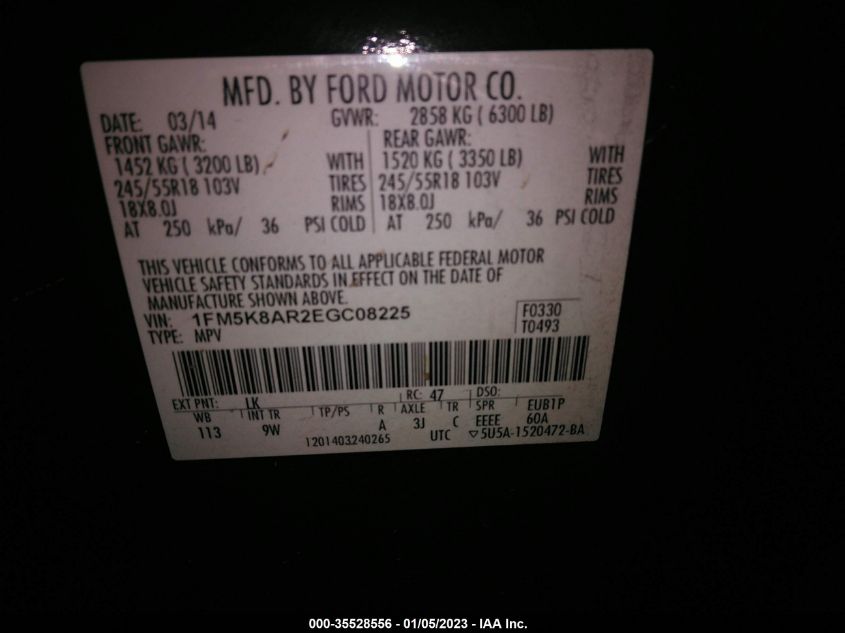 MFD. BY FORD MOTOR CO.
DATE: 03/14 GVWR: 2858 KG ( 6300 LB)
FRONT GAWR: REAR GAWR:
1452 KG ( 3200 LB) WITH 1520 KG ( 3350 LB) WITH
245/55R18 103V TIRES 245/55R18 103V TIRES
18X8.0J RIMS 18X8.0J RIMS
AT 250 kPa/ 36 PSI COLD AT 250 kPa/ 36 PSI COLD
THIS VEHICLE CONFORMS TO ALL APPLICABLE FEDERAL MOTOR
VEHICLE SAFETY STANDARDS IN EFFECT ON THE DATE OF
MANUFACTURE SHOWN ABOVE.
VIN: 1FM5K8AR2EGC08225 F0330
TYPE: MPV T0493
EXT PNT: LK RC: 47 DSO:
WB INT TR TP/PS R AXLE TR SPR EUB1P
113 9W A 3J C EEEE 60A
1201403240265 UTC ▽5U5A-1520472-BA
000-35528556 — 01/05/2023 — IAA Inc.